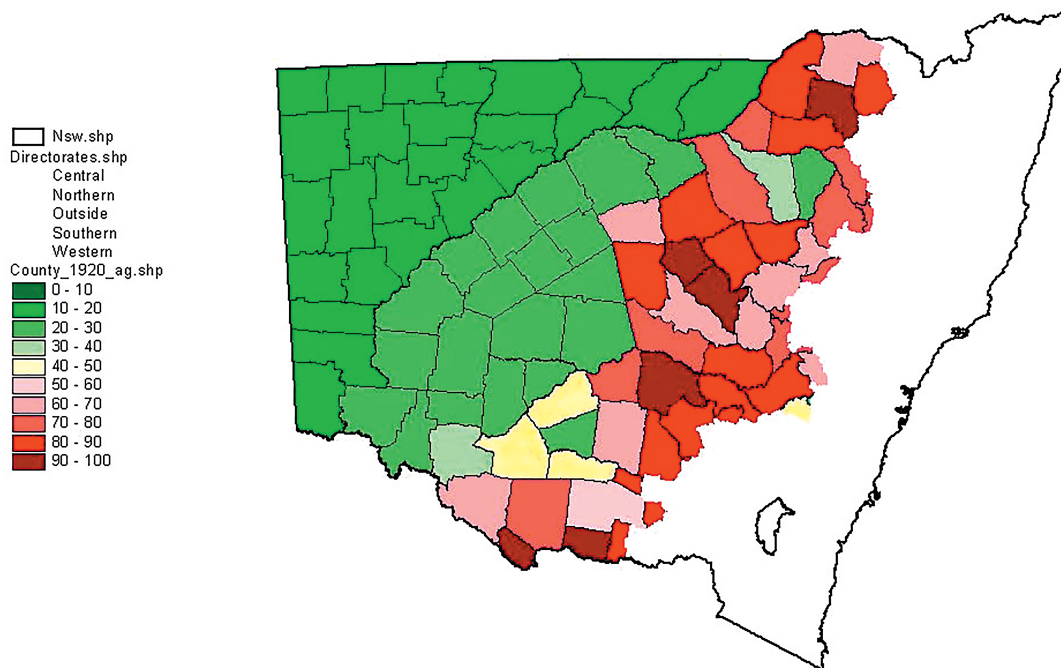 Nsw.shp
Directorates.shp
Central
Northern
Outside
Southern
Western
County_1920_ag.shp
0 - 10
10 - 20
20 - 30
30 - 40
40 - 50
50 - 60
60 - 70
70 - 80
80 - 90
90 - 100